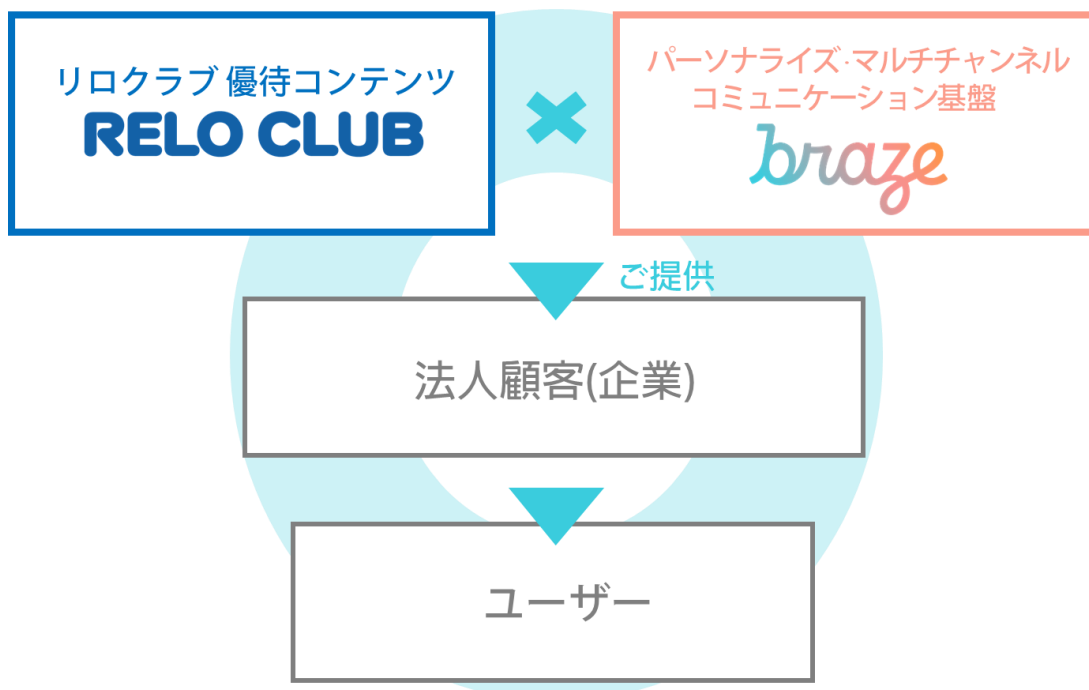 リロクラブ 優待コンテンツ
RELO CLUB
パーソナライズ・マルチチャンネル
コミュニケーション基盤
braze
ご提供
法人顧客(企業)
ユーザー